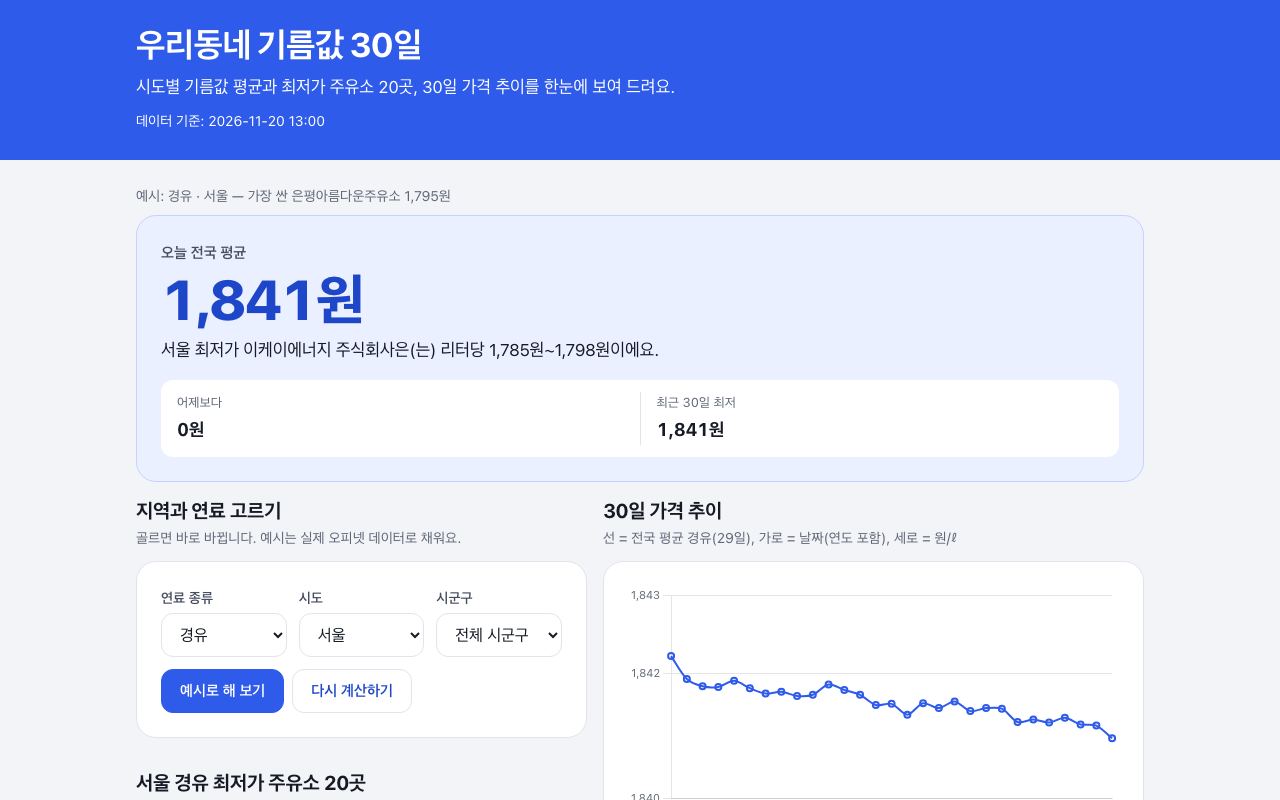 우리동네 기름값 30일
시도별 기름값 평균과 최저가 주유소 20곳, 30일 가격 추이를 한눈에 보여 드려요.
데이터 기준: 2026-11-20 13:00
예시: 경유 · 서울 — 가장 싼 은평아름다운주유소 1,795원
오늘 전국 평균
1,841원
서울 최저가 이케이에너지 주식회사은(는) 리터당 1,785원~1,798원이에요.
어제보다
0원
최근 30일 최저
1,841원
지역과 연료 고르기
골르면 바로 바뀝니다. 예시는 실제 오피넷 데이터로 채워요.
연료 종류
시도
시군구
경유
서울
전체 시군구
예시로 해 보기
다시 계산하기
서울 경유 최저가 주유소 20곳
30일 가격 추이
선 = 전국 평균 경유(29일), 가로 = 날짜(연도 포함), 세로 = 원/ℓ
1,843
1,842
1,840